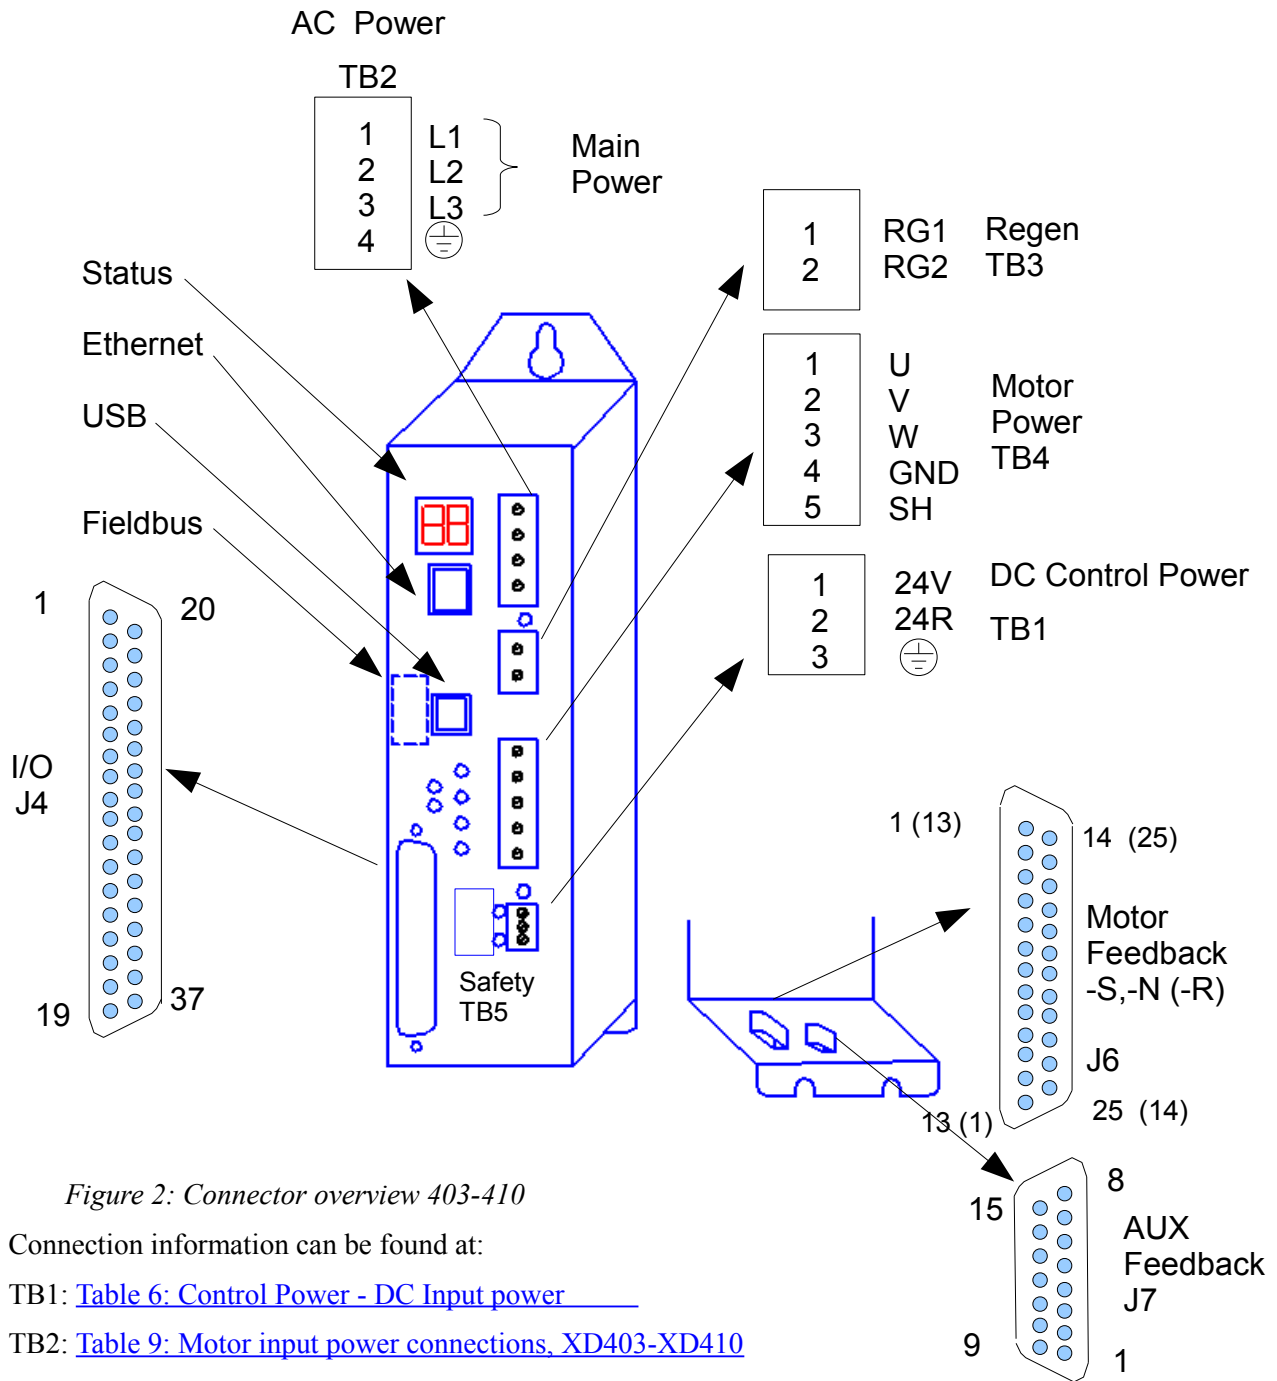 AC Power
TB2
1 L1
2 L2
3 L3
4
Main
Power
1 RG1
2 RG2
Regen
TB3
Status
Ethernet
USB
Fieldbus
1 U
2 V
3 W
4 GND
5 SH
Motor
Power
TB4
1 24V
2 24R
3
DC Control Power
TB1
1
20
I/O
J4
19
37
Safety
TB5
1 (13)
14 (25)
Motor
Feedback
-S,-N (-R)
J6
25 (14)
13 (1)
8
15
AUX
Feedback
J7
9
1
Figure 2: Connector overview 403-410
Connection information can be found at:
TB1: Table 6: Control Power - DC Input power
TB2: Table 9: Motor input power connections, XD403-XD410